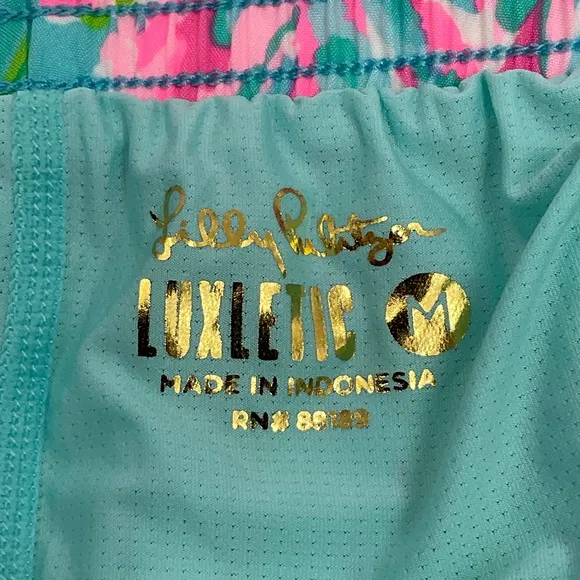 Lilly Pulitzer
LUXLETIC M
MADE IN INDONESIA
RN# 89189